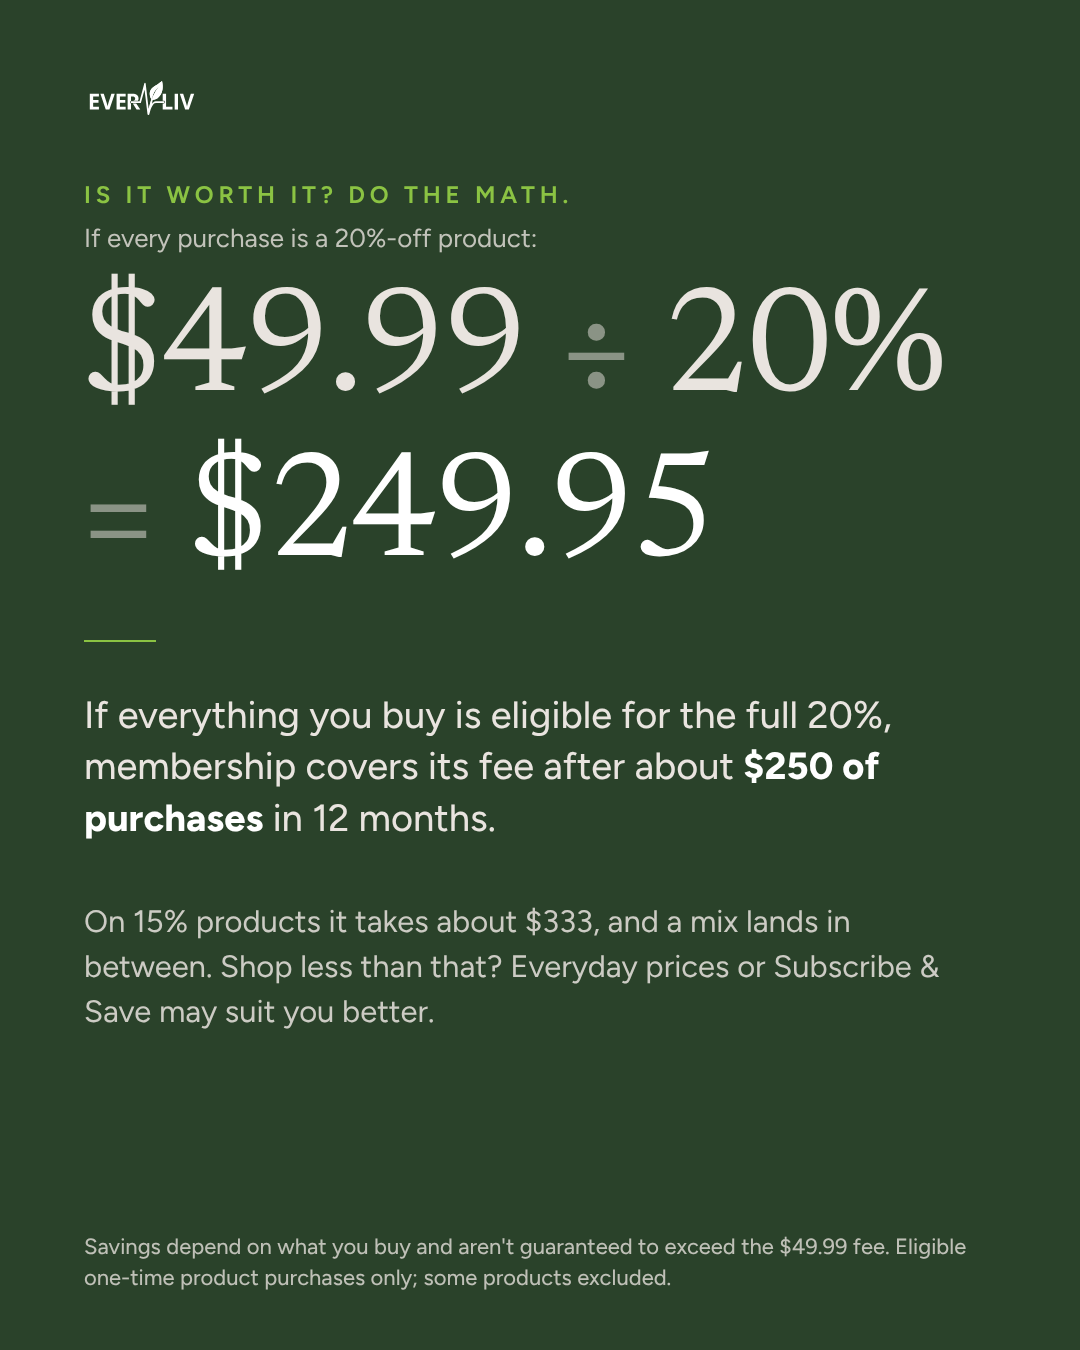 EVER LIV
IS IT WORTH IT? DO THE MATH.
If every purchase is a 20%-off product:
$49.99 ÷ 20%
= $249.95
If everything you buy is eligible for the full 20%,
membership covers its fee after about $250 of
purchases in 12 months.
On 15% products it takes about $333, and a mix lands in
between. Shop less than that? Everyday prices or Subscribe &
Save may suit you better.
Savings depend on what you buy and aren't guaranteed to exceed the $49.99 fee. Eligible
one-time product purchases only; some products excluded.